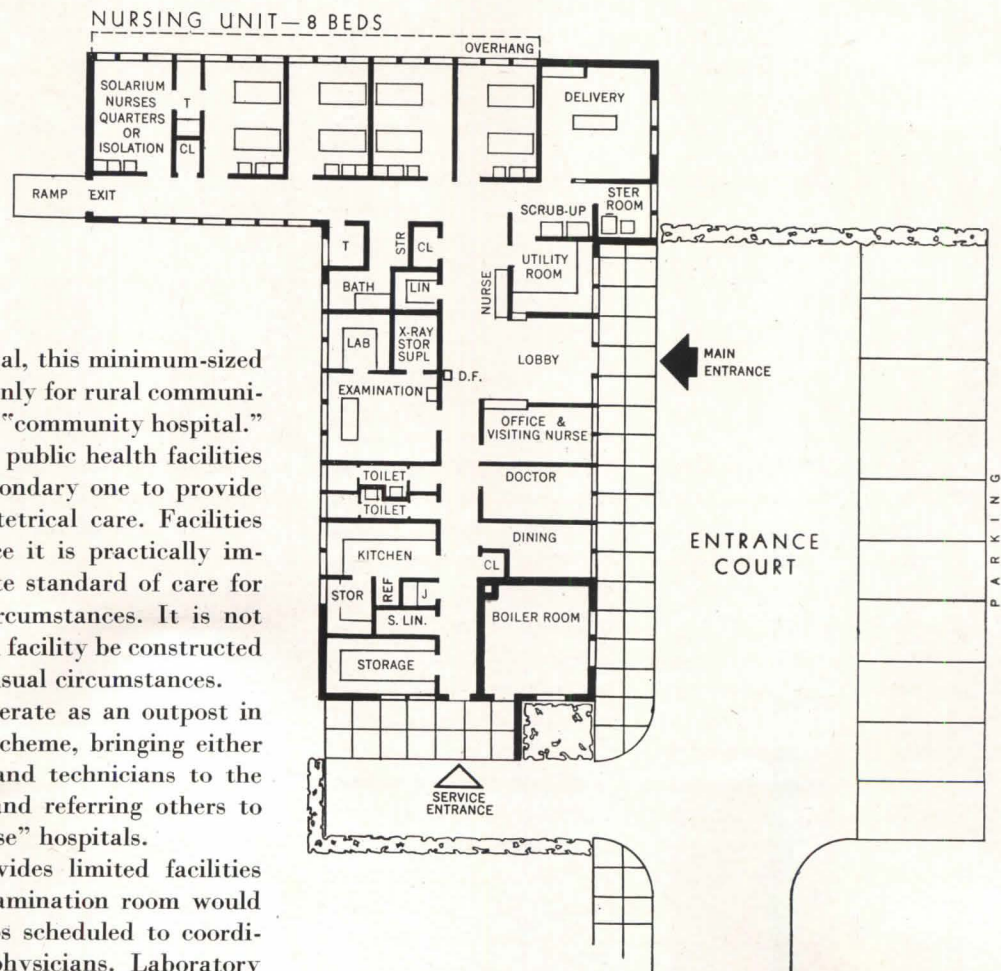 NURSING UNIT—8 BEDS
OVERHANG
SOLARIUM
NURSES
QUARTERS
OR
ISOLATION
T
CL
DELIVERY
RAMP
EXIT
STER
ROOM
SCRUB-UP
T
STR
CL
UTILITY
ROOM
BATH
LIN
NURSE
LAB
X-RAY
STOR
SUPL
LOBBY
MAIN
ENTRANCE
D.F.
EXAMINATION
OFFICE &
VISITING NURSE
TOILET
DOCTOR
TOILET
DINING
KITCHEN
CL
STOR
REF
J
S. LIN.
BOILER ROOM
STORAGE
ENTRANCE
COURT
PARKING
SERVICE
ENTRANCE
al, this minimum-sized
nly for rural communi-
“community hospital.”
public health facilities
ondary one to provide
tetrical care. Facilities
ce it is practically im-
te standard of care for
rcumstances. It is not
facility be constructed
sual circumstances.
erate as an outpost in
cheme, bringing either
and technicians to the
and referring others to
se” hospitals.
vides limited facilities
amination room would
s scheduled to coordi-
physicians. Laboratory